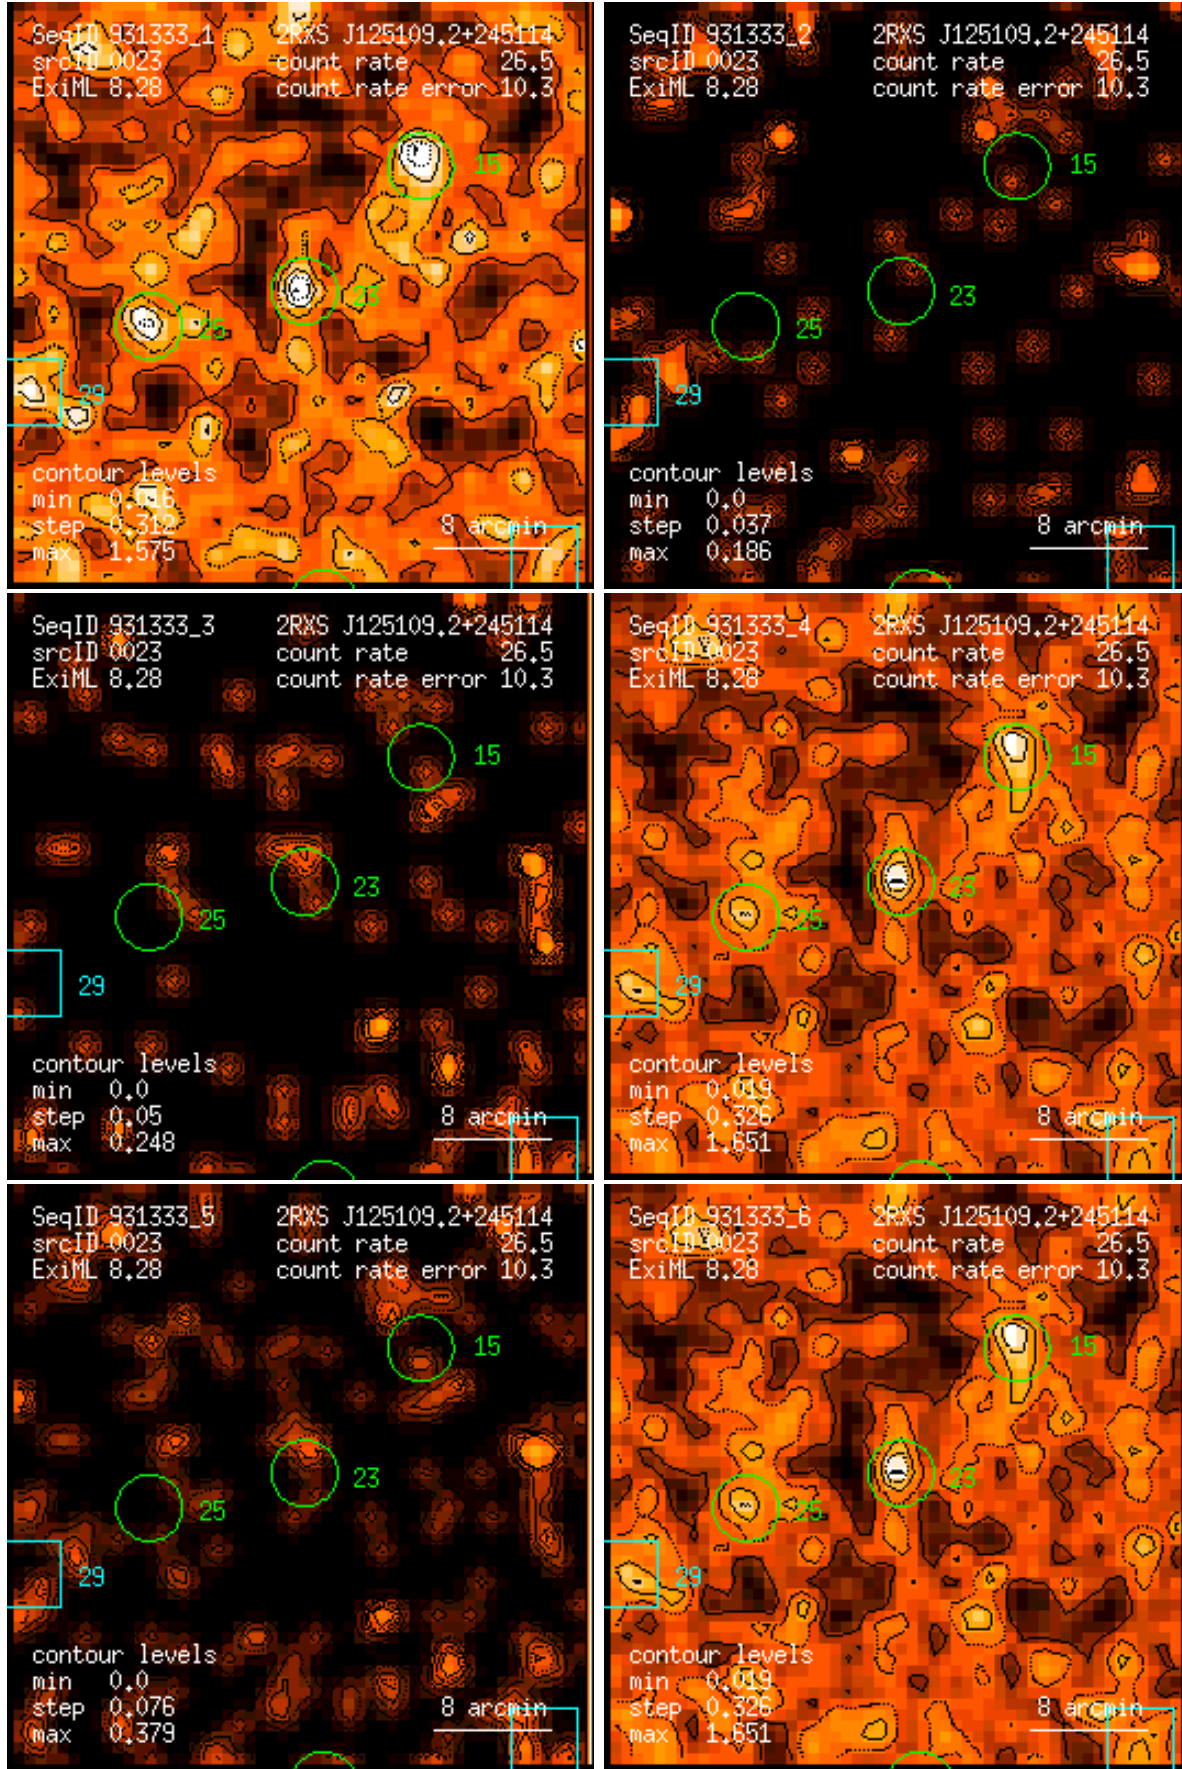 SeqID 931333_1 2RXS J125109.2+245114
srcID 0023 count rate 26.5
ExiML 8.28 count rate error 10.3
15
23
25
29
contour levels
min 0.016
step 0.312
max 1.575
8 arcmin
SeqID 931333_2 2RXS J125109.2+245114
srcID 0023 count rate 26.5
ExiML 8.28 count rate error 10.3
15
23
25
29
contour levels
min 0.0
step 0.037
max 0.186
8 arcmin
SeqID 931333_3 2RXS J125109.2+245114
srcID 0023 count rate 26.5
ExiML 8.28 count rate error 10.3
15
23
25
29
contour levels
min 0.0
step 0.05
max 0.248
8 arcmin
SeqID 931333_4 2RXS J125109.2+245114
srcID 0023 count rate 26.5
ExiML 8.28 count rate error 10.3
15
23
25
29
contour levels
min 0.019
step 0.326
max 1.651
8 arcmin
SeqID 931333_5 2RXS J125109.2+245114
srcID 0023 count rate 26.5
ExiML 8.28 count rate error 10.3
15
23
25
29
contour levels
min 0.0
step 0.076
max 0.379
8 arcmin
SeqID 931333_6 2RXS J125109.2+245114
srcID 0023 count rate 26.5
ExiML 8.28 count rate error 10.3
15
23
25
29
contour levels
min 0.019
step 0.326
max 1.651
8 arcmin